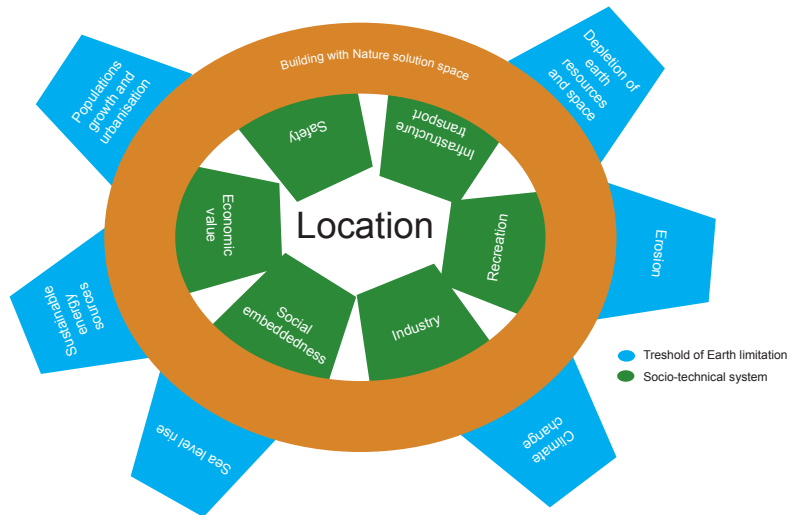 Building with Nature solution space
Populations
growth and
urbanisation
Depletion of
earth
resources
and space
Safety
Infrastructure
transport
Economic
value
Location
Recreation
Erosion
Sustainable
energy
sources
Social
embeddedness
Industry
Treshold of Earth limitation
Socio-technical system
Sea level rise
Climate
change